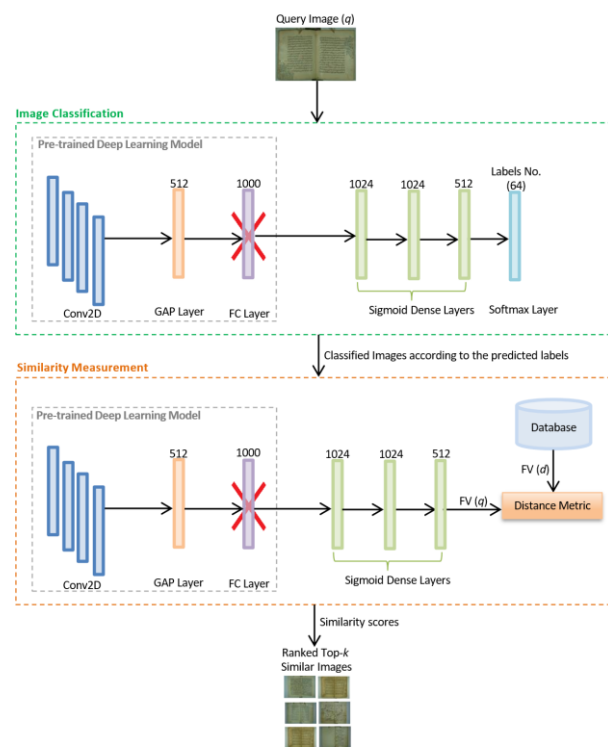 Query Image (q)
Image Classification
Pre-trained Deep Learning Model
Labels No.
(64)
512
1000
1024
1024
512
Conv2D
GAP Layer
FC Layer
Sigmoid Dense Layers
Softmax Layer
Classified Images according to the predicted labels
Similarity Measurement
Pre-trained Deep Learning Model
Database
512
1000
1024
1024
512
FV (d)
FV (q)
Distance Metric
Conv2D
GAP Layer
FC Layer
Sigmoid Dense Layers
Similarity scores
Ranked Top-k
Similar Images